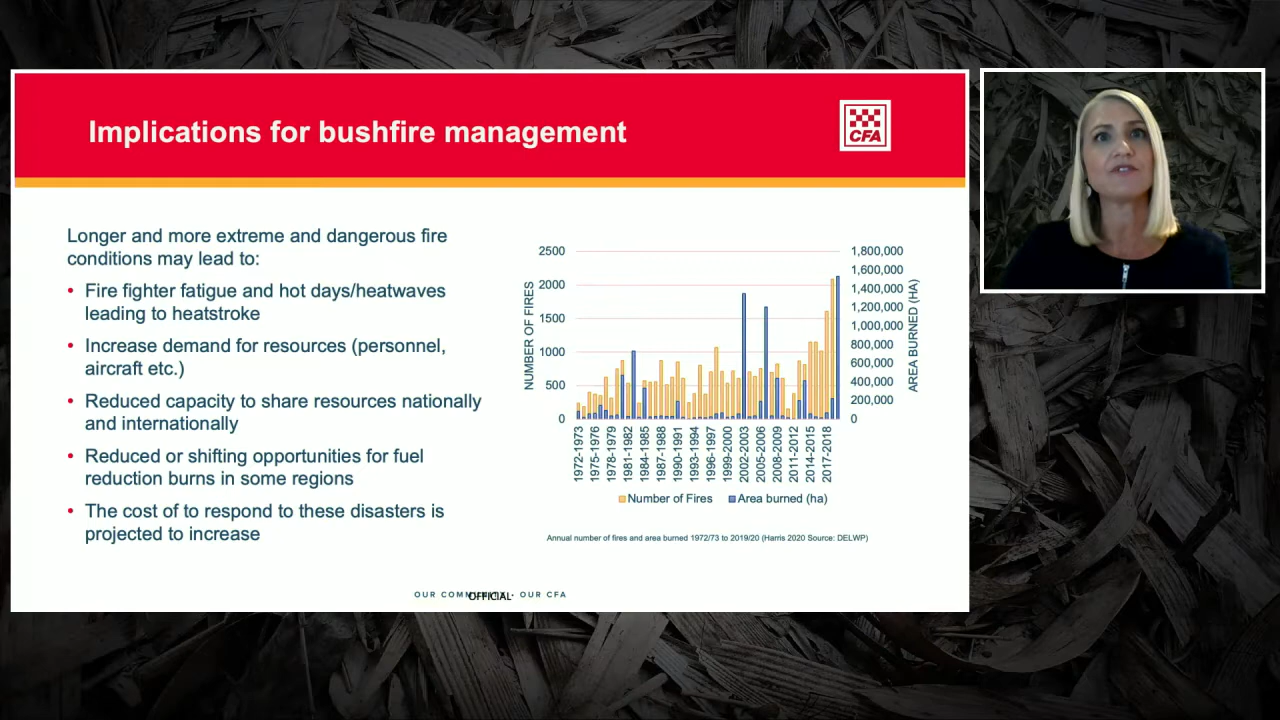 Implications for bushfire management
CFA
Longer and more extreme and dangerous fire
conditions may lead to:
• Fire fighter fatigue and hot days/heatwaves
leading to heatstroke
• Increase demand for resources (personnel,
aircraft etc.)
• Reduced capacity to share resources nationally
and internationally
• Reduced or shifting opportunities for fuel
reduction burns in some regions
• The cost of to respond to these disasters is
projected to increase
NUMBER OF FIRES
2500
2000
1500
1000
500
0
1,800,000
1,600,000
1,400,000
1,200,000
1,000,000
800,000
600,000
400,000
200,000
0
AREA BURNED (HA)
1972-1973
1975-1976
1978-1979
1981-1982
1984-1985
1987-1988
1990-1991
1993-1994
1996-1997
1999-2000
2002-2003
2005-2006
2008-2009
2011-2012
2014-2015
2017-2018
Number of Fires
Area burned (ha)
Annual number of fires and area burned 1972/73 to 2019/20 (Harris 2020 Source: DELWP)
OUR • OUR CFA
OFFICIAL